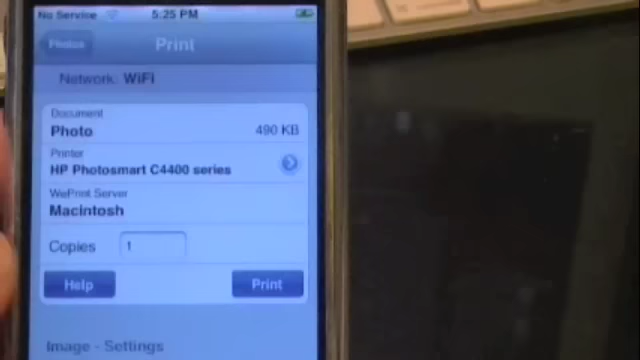 No Service 5:25 PM
Photos Print
Network: WiFi
Document
Photo 490 KB
Printer
HP Photosmart C4400 series
WePrint Server
Macintosh
Copies 1
Help Print
Image - Settings